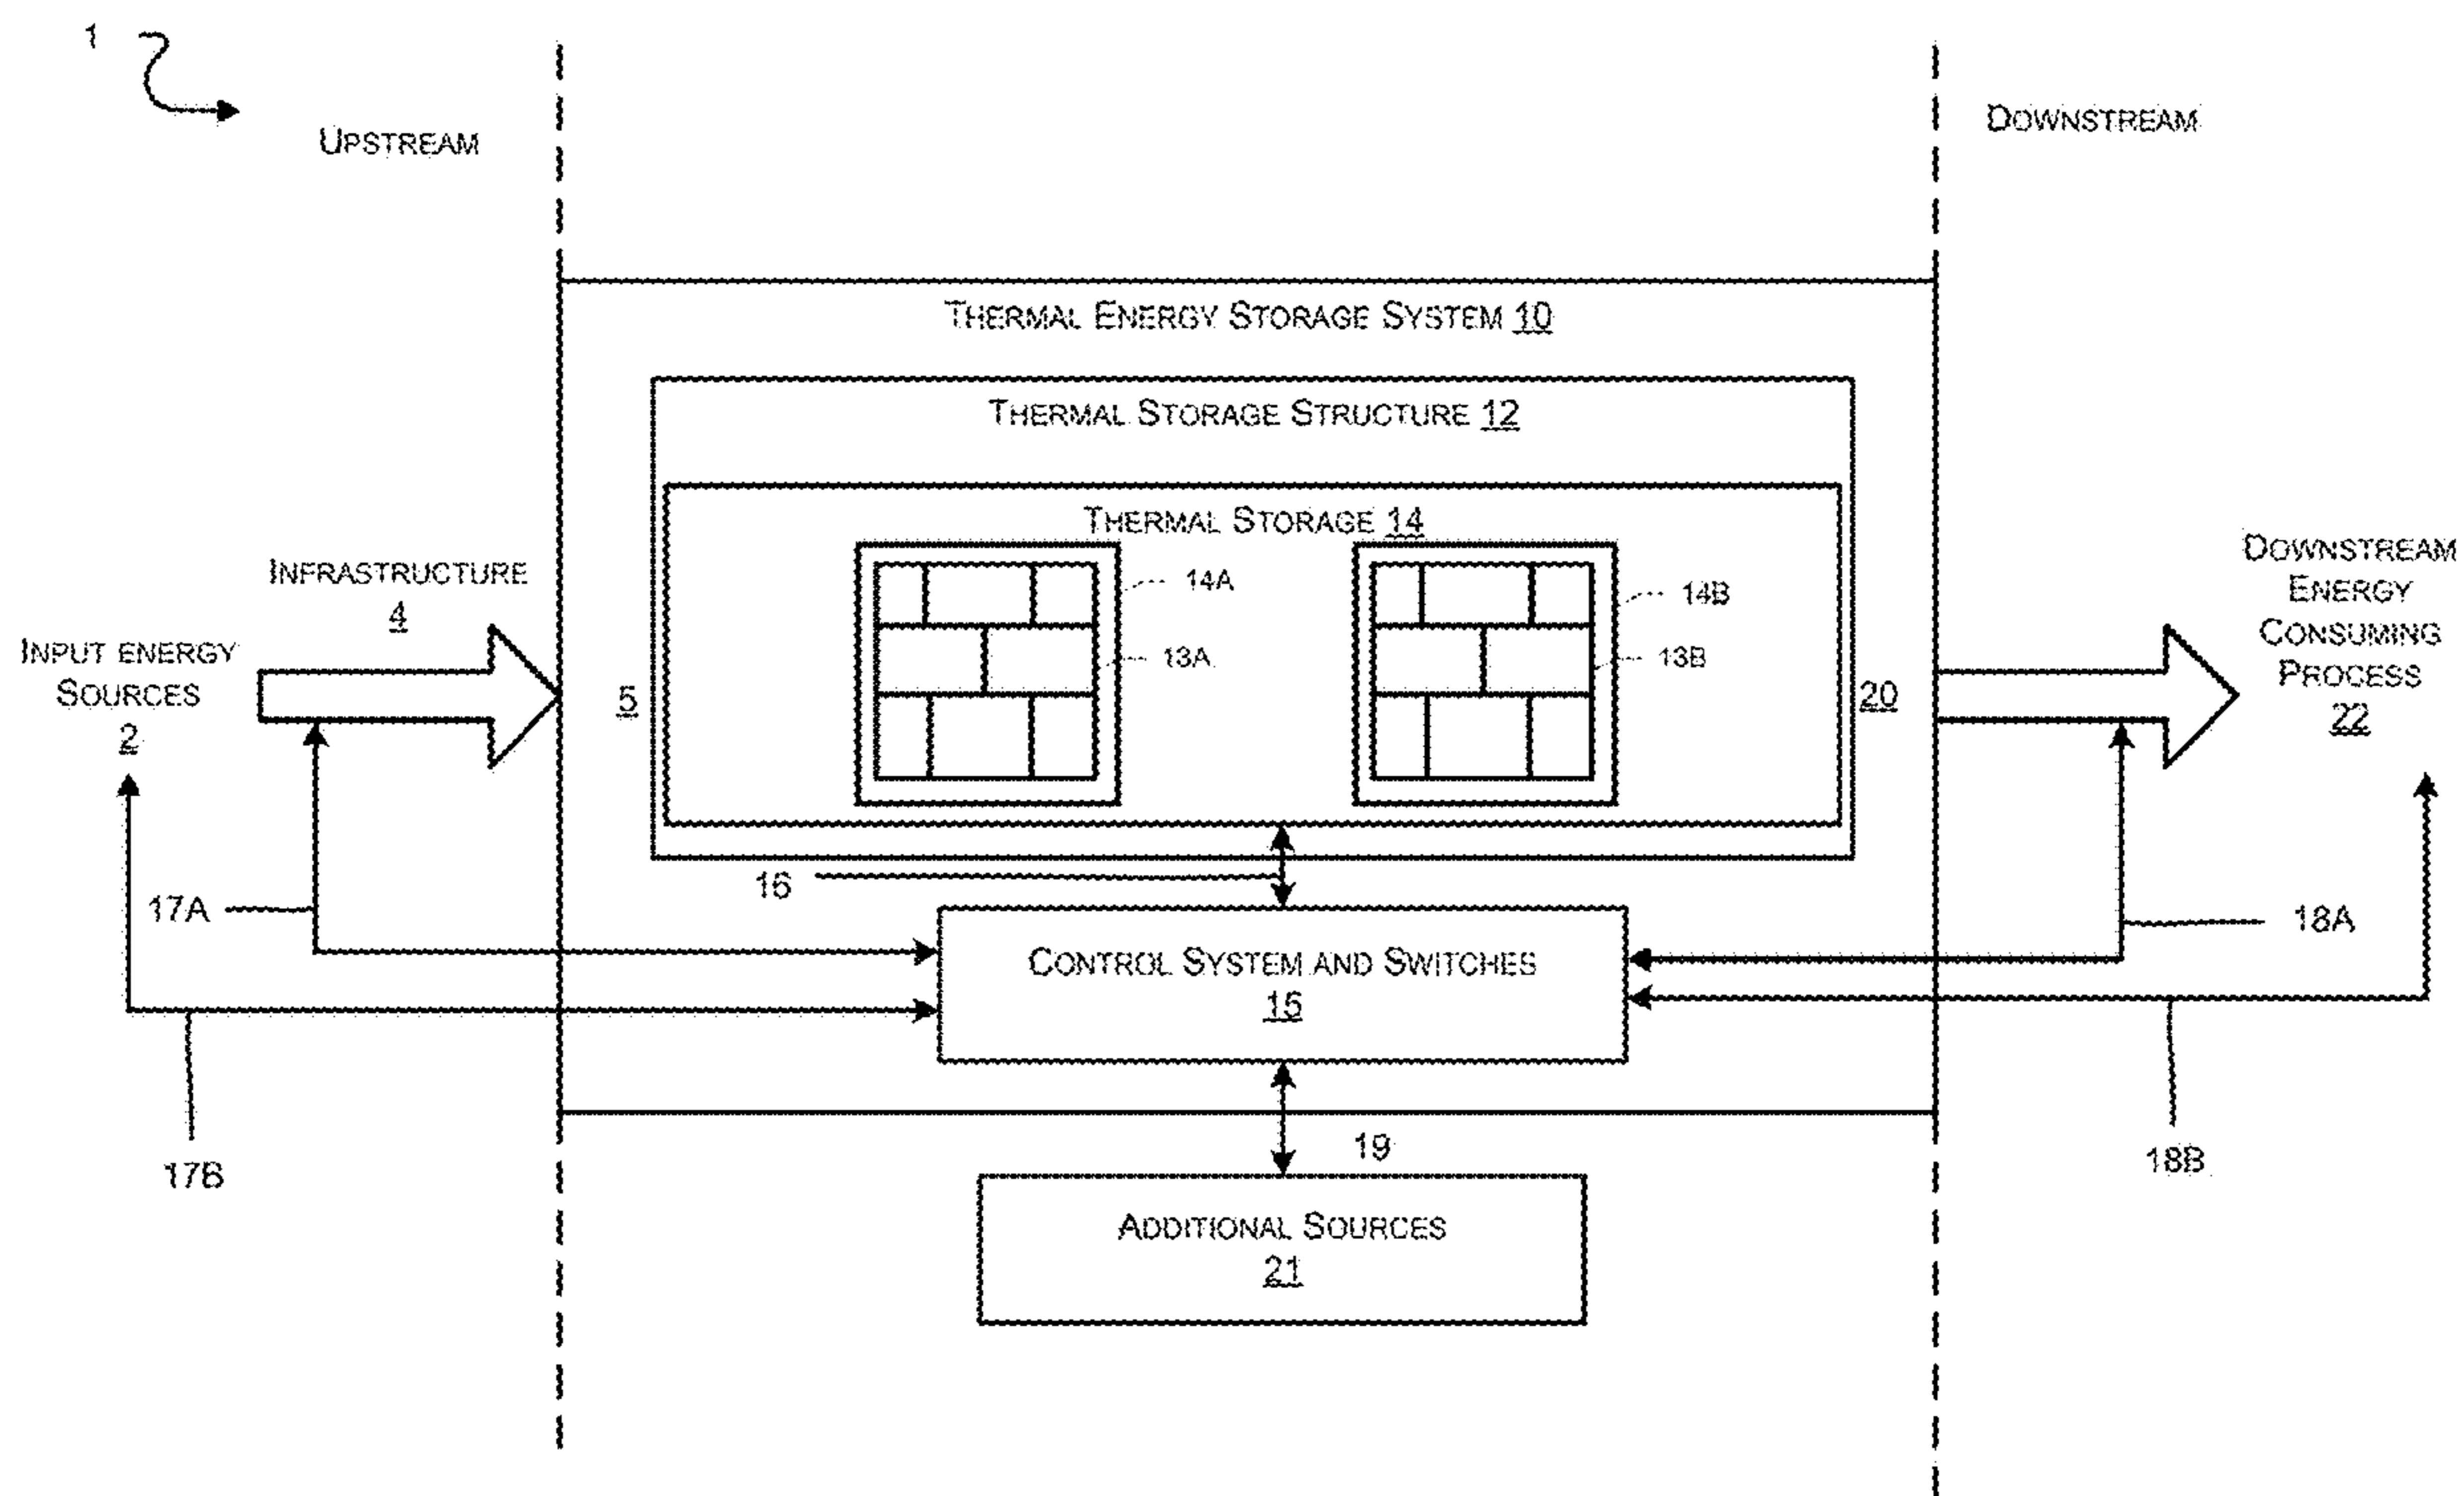 1
UPSTREAM
DOWNSTREAM
THERMAL ENERGY STORAGE SYSTEM 10
THERMAL STORAGE STRUCTURE 12
THERMAL STORAGE 14
14A
14B
13A
13B
INFRASTRUCTURE
4
INPUT ENERGY
SOURCES
2
5
20
DOWNSTREAM
ENERGY
CONSUMING
PROCESS
22
16
17A
18A
CONTROL SYSTEM AND SWITCHES
15
17B
18B
19
ADDITIONAL SOURCES
21